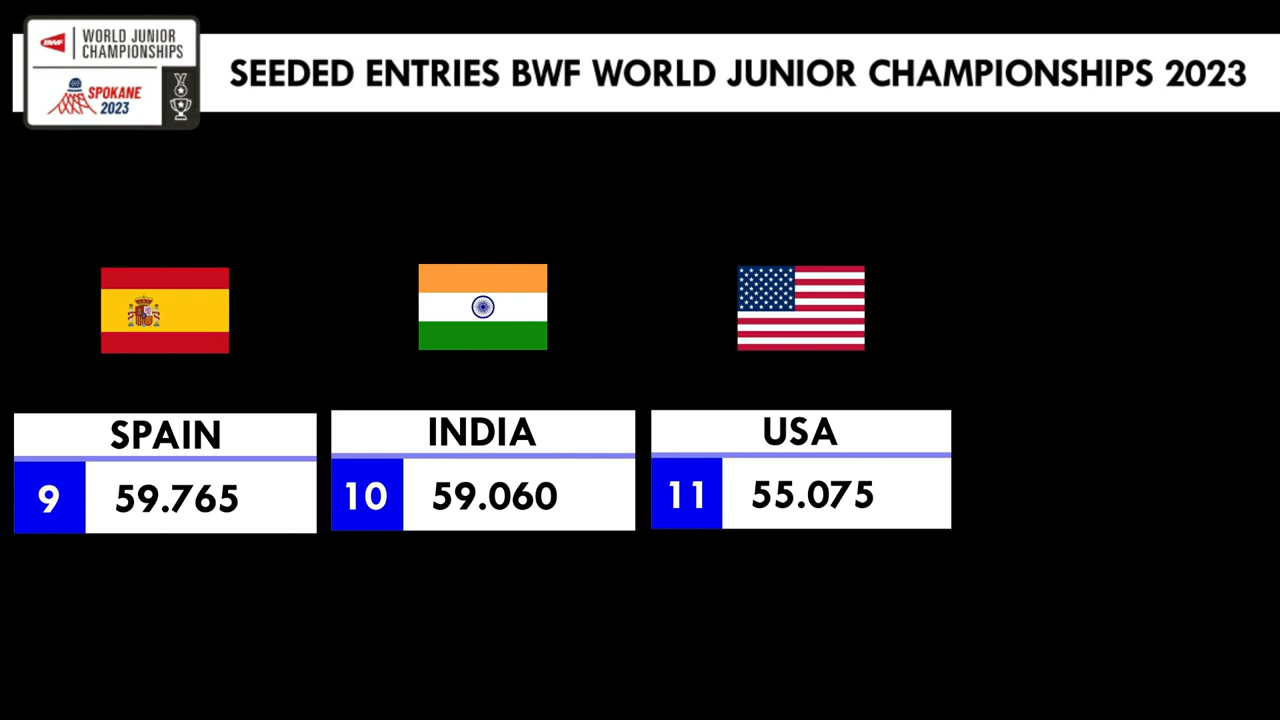 BWF
WORLD JUNIOR
CHAMPIONSHIPS
SPOKANE
2023
SEEDED ENTRIES BWF WORLD JUNIOR CHAMPIONSHIPS 2023
SPAIN
9 59.765
INDIA
10 59.060
USA
11 55.075